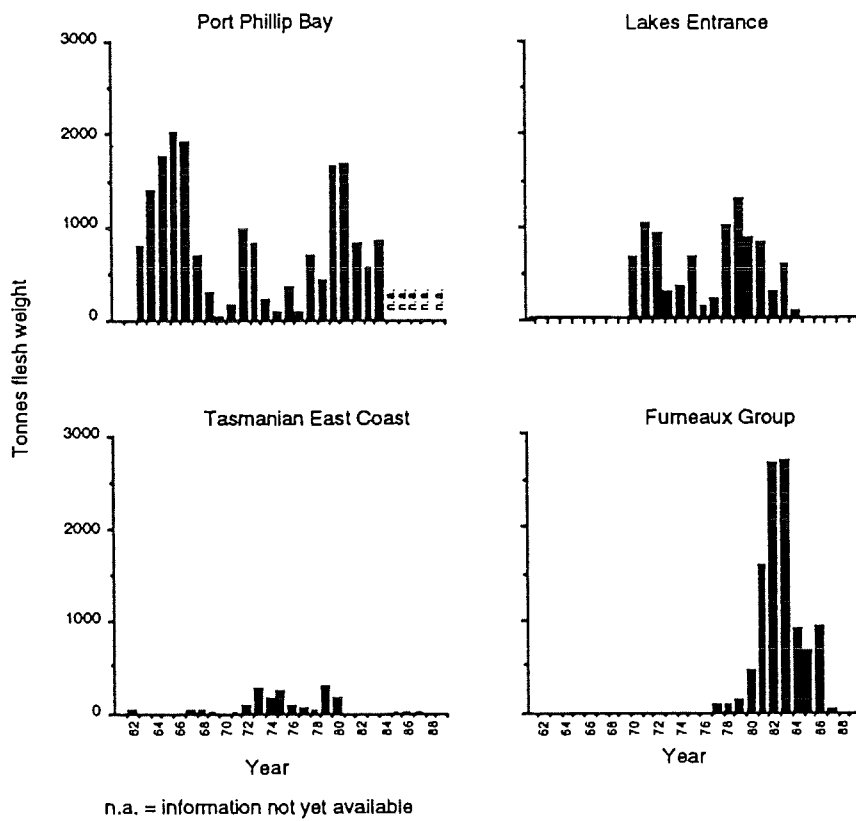 Port Phillip Bay
Lakes Entrance
3000
2000
1000
0
n.a.
n.a.
n.a.
n.a.
n.a.
Tonnes flesh weight
Tasmanian East Coast
Furneaux Group
3000
2000
1000
0
62 64 66 68 70 72 74 76 78 80 82 84 86 88
62 64 66 68 70 72 74 76 78 80 82 84 86 88
Year
Year
n.a. = information not yet available